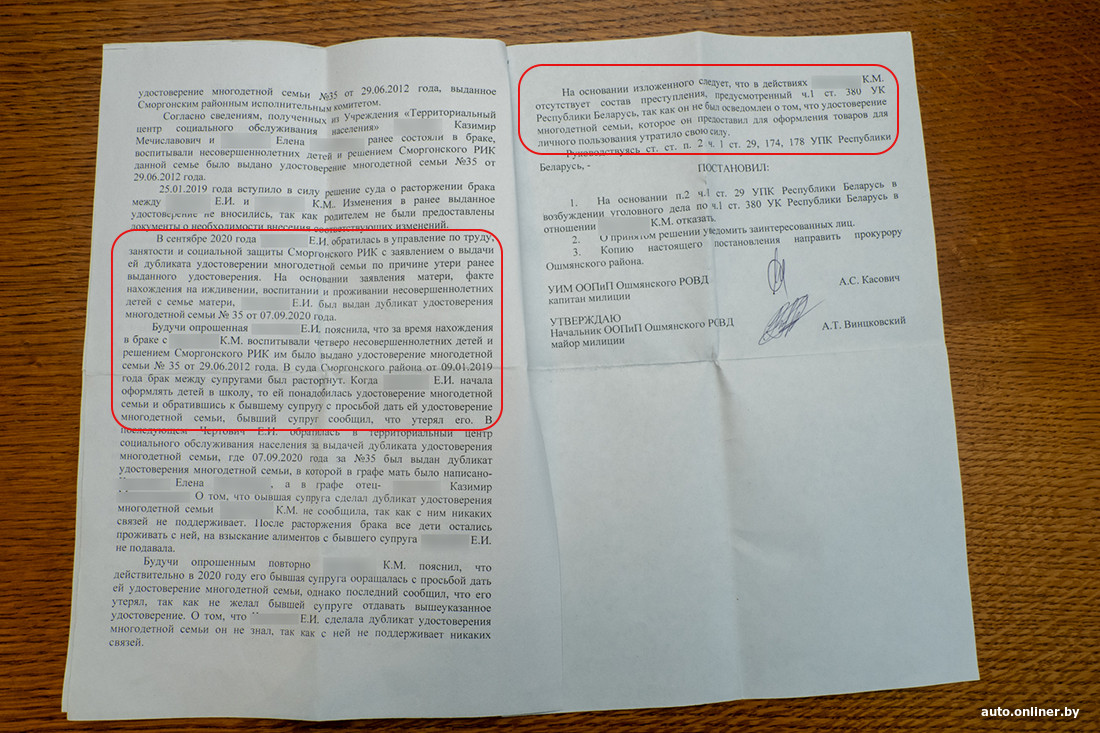 удостоверение многодетной семьи №35 от 29.06.2012 года, выданное
Сморгонским районным исполнительным комитетом.
Согласно сведениям, полученных из Учреждения «Территориальный
центр социального обслуживания населения» Казимир
Мечиславович и Елена ранее состояли в браке,
воспитывали несовершеннолетних детей и решением Сморгонского РИК
данной семье было выдано удостоверение многодетной семьи №35 от
29.06.2012 года.
25.01.2019 года вступило в силу решение суда о расторжении брака
между Е.И. и К.М. Изменения в ранее выданное
удостоверение не вносились, так как родителем не были предоставлены
документы о необходимости внесения соответствующих изменений.
В сентябре 2020 года Е.И. обратилась в управление по труду,
занятости и социальной защиты Сморгонского РИК с заявлением о выдачи
ей дубликата удостоверении многодетной семьи по причине утери ранее
выданного удостоверения. На основании заявления матери, факте
нахождения на иждивении, воспитании и проживании несовершеннолетних
детей с семье матери, Е.И. был выдан дубликат удостоверения
многодетной семьи № 35 от 07.09.2020 года.
Будучи опрошенная Е.И. пояснила, что за время нахождения
в браке с К.М. воспитывали четверо несовершеннолетних детей и
решением Сморгонского РИК им было выдано удостоверение многодетной
семьи № 35 от 29.06.2012 года. В суда Сморгонского района от 09.01.2019
года брак между супругами был расторгнут. Когда Е.И. начала
оформлять детей в школу, то ей понадобилась удостоверение многодетной
семьи и обратившись к бывшему супругу с просьбой дать ей удостоверение
многодетной семьи, бывший супруг сообщил, что утерял его. В
последующем Чертович Е.И. обратилась в территориальный центр
социального обслуживания населения за выдачей дубликата удостоверения
многодетной семьи, где 07.09.2020 года за №35 был выдан дубликат
удостоверения многодетной семьи, в которой в графе мать было написано-
Елена , а в графе отец- Казимир
О том, что бывшая супруга сделал дубликат удостоверения
многодетной семьи К.М. не сообщила, так как с ним никаких
связей не поддерживает. После расторжения брака все дети остались
проживать с ней, на взыскание алиментов с бывшего супруга Е.И.
не подавала.
Будучи опрошенным повторно К.М. пояснил, что
действительно в 2020 году его бывшая супруга обращалась с просьбой дать
ей удостоверение многодетной семьи, однако последний сообщил, что его
утерял, так как не желал бывшей супруге отдавать вышеуказанное
удостоверение. О том, что Е.И. сделала дубликат удостоверения
многодетной семьи он не знал, так как с ней не поддерживает никаких
связей.
На основании изложенного следует, что в действиях К.М.
отсутствует состав преступления, предусмотренный ч.1 ст. 380 УК
Республики Беларусь, так как он не был осведомлен о том, что удостоверение
многодетной семьи, которое он предоставил для оформления товаров для
личного пользования утратило свою силу.
Руководствуясь ст. ст. п. 2 ч.1 ст. 29, 174, 178 УПК Республики
Беларусь, -
ПОСТАНОВИЛ:
1. На основании п.2 ч.1 ст. 29 УПК Республики Беларусь в
возбуждении уголовного дела по ч.1 ст. 380 УК Республики Беларусь в
отношении К.М. отказать.
2. О принятом решении уведомить заинтересованных лиц.
3. Копию настоящего постановления направить прокурору
Ошмянского района.
УИМ ООПиП Ошмянского РОВД
капитан милиции А.С. Касович
УТВЕРЖДАЮ
Начальник ООПиП Ошмянского РОВД
майор милиции А.Т. Винцковский
auto.onliner.by